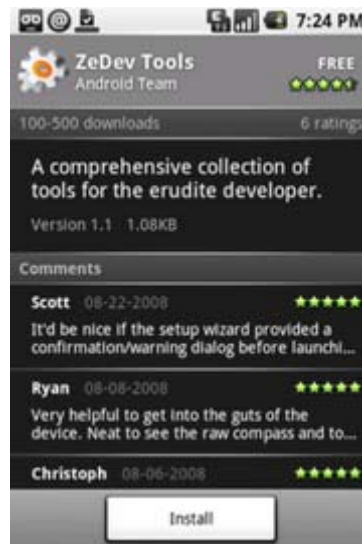 7:24 PM
ZeDev Tools FREE
Android Team
100-500 downloads 6 ratings
A comprehensive collection of
tools for the erudite developer.
Version 1.1 1.08KB
Comments
Scott 08-22-2008
It'd be nice if the setup wizard provided a
confirmation/warning dialog before launchi...
Ryan 08-08-2008
Very helpful to get into the guts of the
device. Neat to see the raw compass and to...
Christoph 08-06-2008
Install